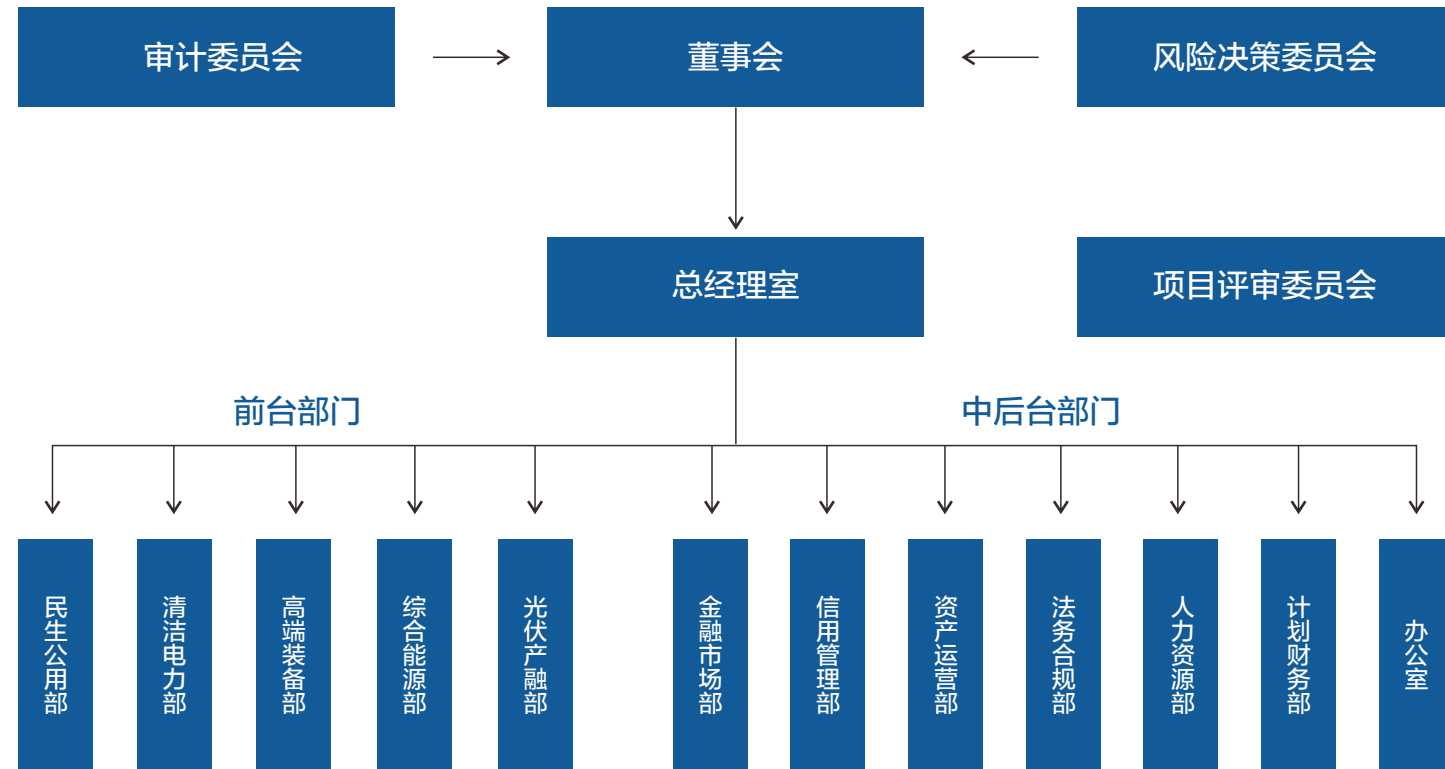 审计委员会
董事会
风险决策委员会
总经理室
项目评审委员会
前台部门
中后台部门
民生公用部
清洁电力部
高端装备部
综合能源部
光伏产融部
金融市场部
信用管理部
资产运营部
法务合规部
人力资源部
计划财务部
办公室